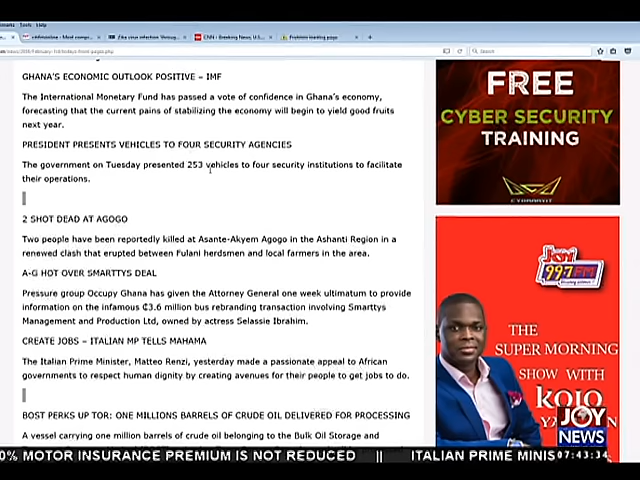 Tools Help
CNN - Breaking News, U.S...
Problem loading page
Search
GHANA'S ECONOMIC OUTLOOK POSITIVE – IMF
The International Monetary Fund has passed a vote of confidence in Ghana's economy,
forecasting that the current pains of stabilizing the economy will begin to yield good fruits
next year.
PRESIDENT PRESENTS VEHICLES TO FOUR SECURITY AGENCIES
The government on Tuesday presented 253 vehicles to four security institutions to facilitate
their operations.
2 SHOT DEAD AT AGOGO
Two people have been reportedly killed at Asante-Akyem Agogo in the Ashanti Region in a
renewed clash that erupted between Fulani herdsmen and local farmers in the area.
A-G HOT OVER SMARTTYS DEAL
Pressure group Occupy Ghana has given the Attorney General one week ultimatum to provide
information on the infamous ₵3.6 million bus rebranding transaction involving Smarttys
Management and Production Ltd, owned by actress Selassie Ibrahim.
CREATE JOBS – ITALIAN MP TELLS MAHAMA
The Italian Prime Minister, Matteo Renzi, yesterday made a passionate appeal to African
governments to respect human dignity by creating avenues for their people to get jobs to do.
BOST PERKS UP TOR: ONE MILLIONS BARRELS OF CRUDE OIL DELIVERED FOR PROCESSING
A vessel carrying one million barrels of crude oil belonging to the Bulk Oil Storage and
FREE
CYBER SECURITY
TRAINING
JOY
99.7FM
THE
SUPER MORNING
SHOW WITH
kojo
JOY
NEWS
07:43:34
0% MOTOR INSURANCE PREMIUM IS NOT REDUCED || ITALIAN PRIME MINIS